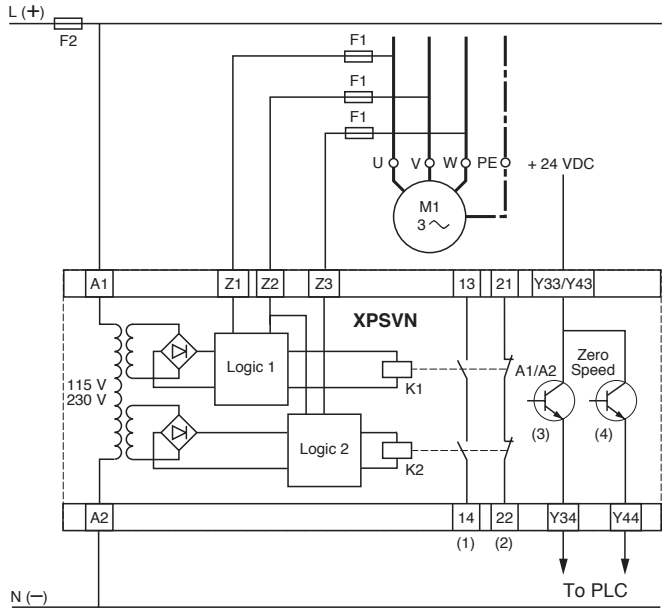 L (+)
F2
F1
F1
F1
U
V
W
PE
+ 24 VDC
M1
3 ~
A1
Z1
Z2
Z3
13
21
Y33/Y43
XPSVN
Logic 1
K1
A1/A2
Zero
Speed
115 V
230 V
(3)
(4)
Logic 2
K2
A2
14
22
Y34
Y44
(1)
(2)
To PLC
N (—)